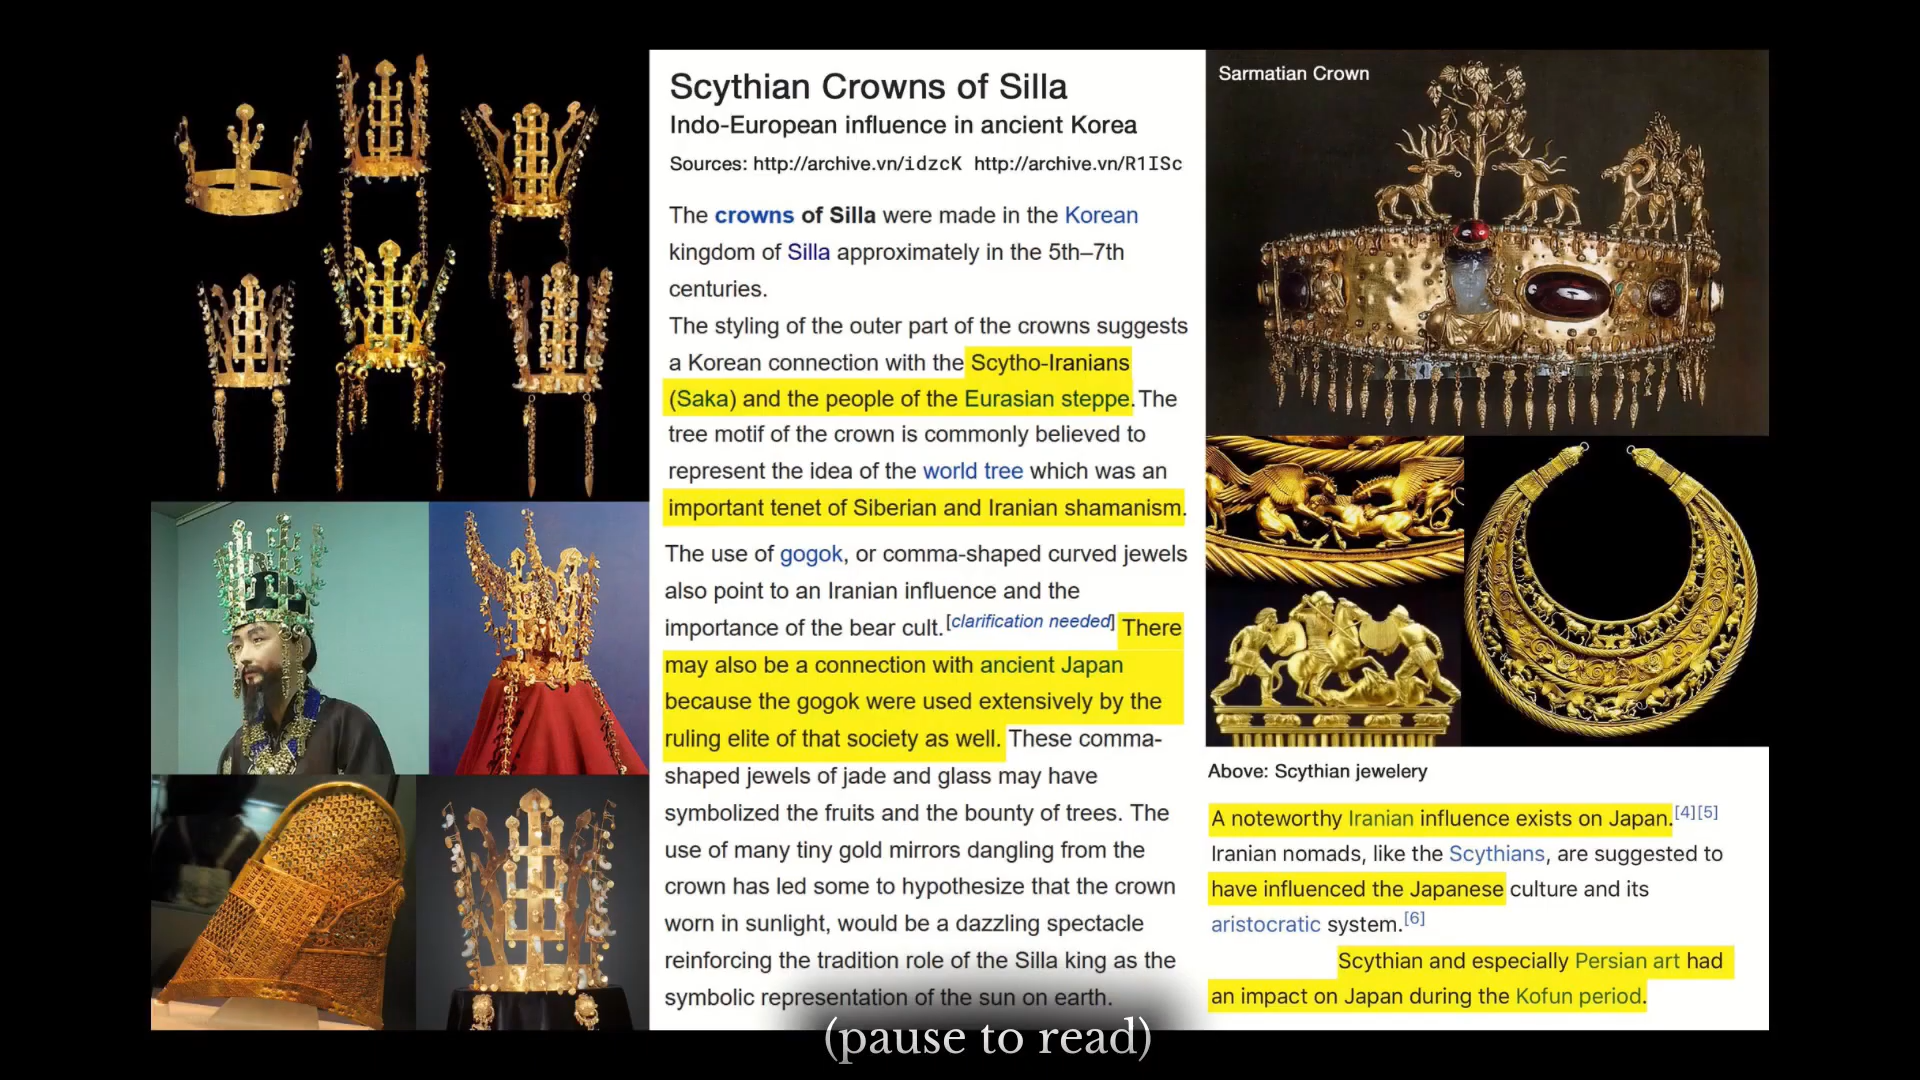 Scythian Crowns of Silla
Indo-European influence in ancient Korea
Sources: http://archive.vn/idzcK http://archive.vn/R1ISc
The crowns of Silla were made in the Korean
kingdom of Silla approximately in the 5th–7th
centuries.
The styling of the outer part of the crowns suggests
a Korean connection with the Scytho-Iranians
(Saka) and the people of the Eurasian steppe. The
tree motif of the crown is commonly believed to
represent the idea of the world tree which was an
important tenet of Siberian and Iranian shamanism.
The use of gogok, or comma-shaped curved jewels
also point to an Iranian influence and the
importance of the bear cult.[clarification needed] There
may also be a connection with ancient Japan
because the gogok were used extensively by the
ruling elite of that society as well. These comma-
shaped jewels of jade and glass may have
symbolized the fruits and the bounty of trees. The
use of many tiny gold mirrors dangling from the
crown has led some to hypothesize that the crown
worn in sunlight, would be a dazzling spectacle
reinforcing the tradition role of the Silla king as the
symbolic representation of the sun on earth.
Sarmatian Crown
Above: Scythian jewelery
A noteworthy Iranian influence exists on Japan.[4][5]
Iranian nomads, like the Scythians, are suggested to
have influenced the Japanese culture and its
aristocratic system.[6]
Scythian and especially Persian art had
an impact on Japan during the Kofun period.
(pause to read)